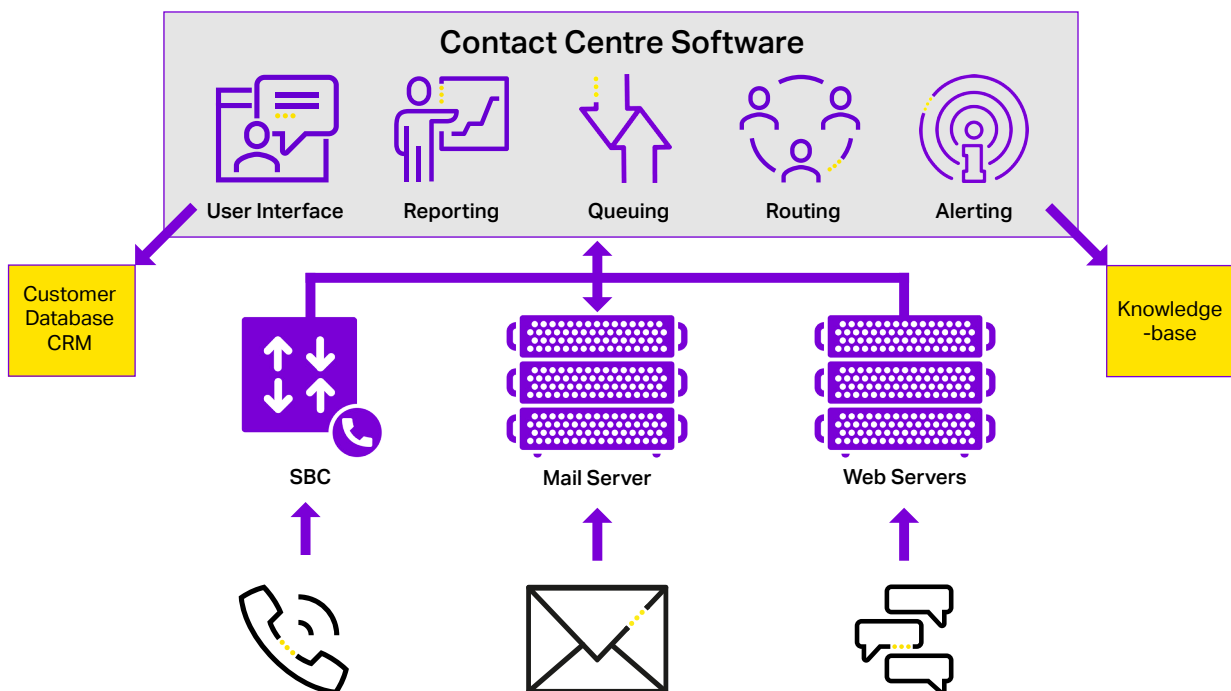 Contact Centre Software
User Interface
Reporting
Queuing
Routing
Alerting
Customer
Database
CRM
Knowledge
-base
SBC
Mail Server
Web Servers